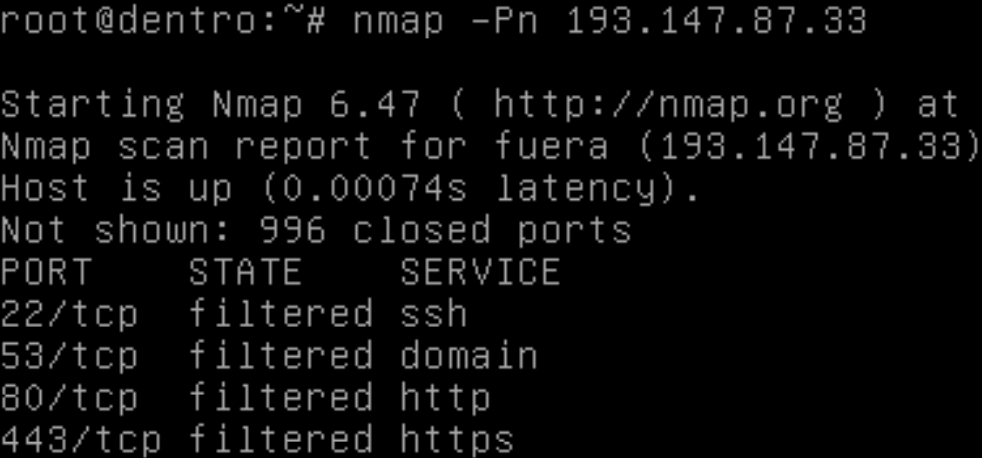 root@dentro:~# nmap -Pn 193.147.87.33
Starting Nmap 6.47 ( http://nmap.org ) at
Nmap scan report for fuera (193.147.87.33)
Host is up (0.00074s latency).
Not shown: 996 closed ports
PORT    STATE    SERVICE
22/tcp  filtered ssh
53/tcp  filtered domain
80/tcp  filtered http
443/tcp filtered https